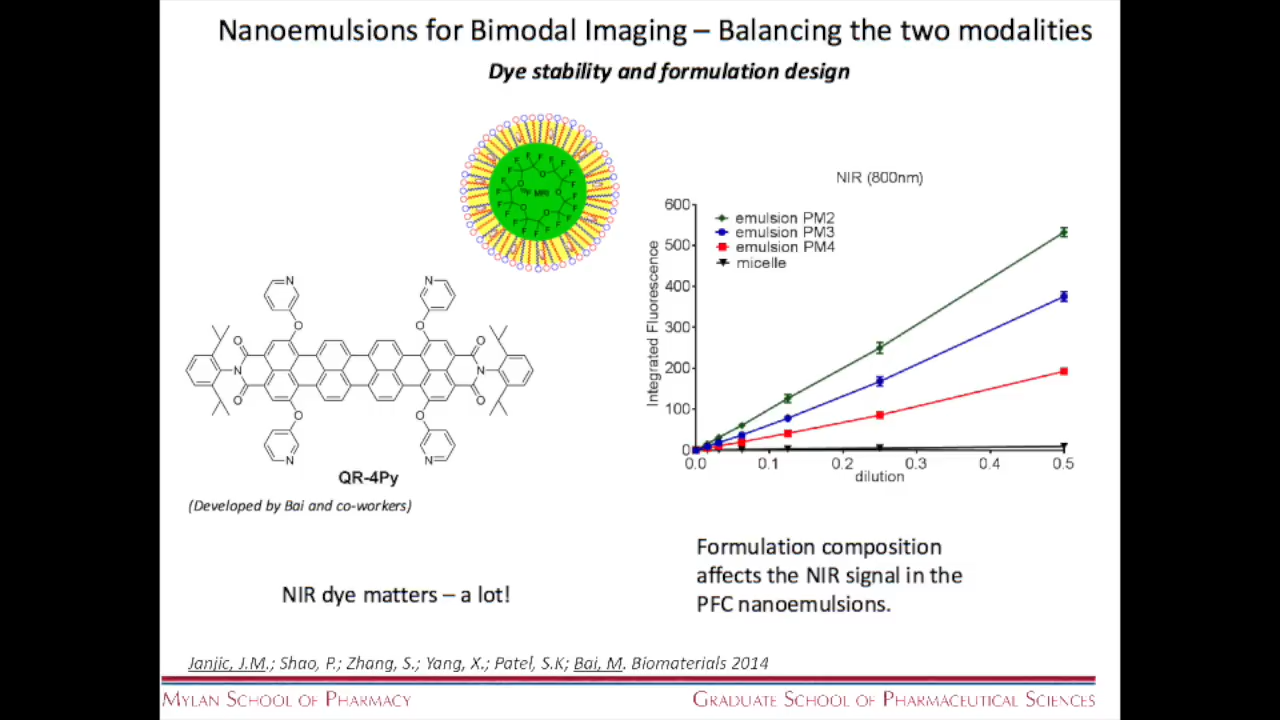 Nanoemulsions for Bimodal Imaging – Balancing the two modalities
Dye stability and formulation design
¹⁹F MRI
NIR (800nm)
Integrated Fluorescence
600
500
400
300
200
100
0
emulsion PM2
emulsion PM3
emulsion PM4
micelle
0.0 0.1 0.2 0.3 0.4 0.5
dilution
N N
O O
O O
N N
O O
O O
N N
QR-4Py
(Developed by Bai and co-workers)
NIR dye matters – a lot!
Formulation composition
affects the NIR signal in the
PFC nanoemulsions.
Janjic, J.M.; Shao, P.; Zhang, S.; Yang, X.; Patel, S.K; Bai, M. Biomaterials 2014
MYLAN SCHOOL OF PHARMACY
GRADUATE SCHOOL OF PHARMACEUTICAL SCIENCES